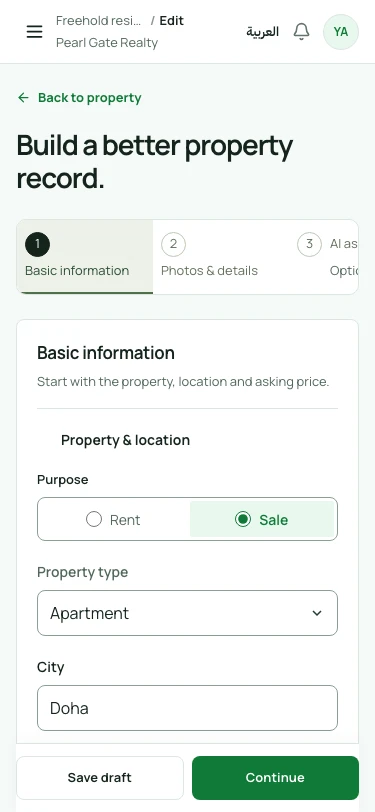 Freehold resi... / Edit
Pearl Gate Realty
العربية
YA
Back to property
Build a better property
record.
1
Basic information
2
Photos & details
3
AI as
Optio
Basic information
Start with the property, location and asking price.
Property & location
Purpose
Rent
Sale
Property type
Apartment
City
Doha
Save draft
Continue